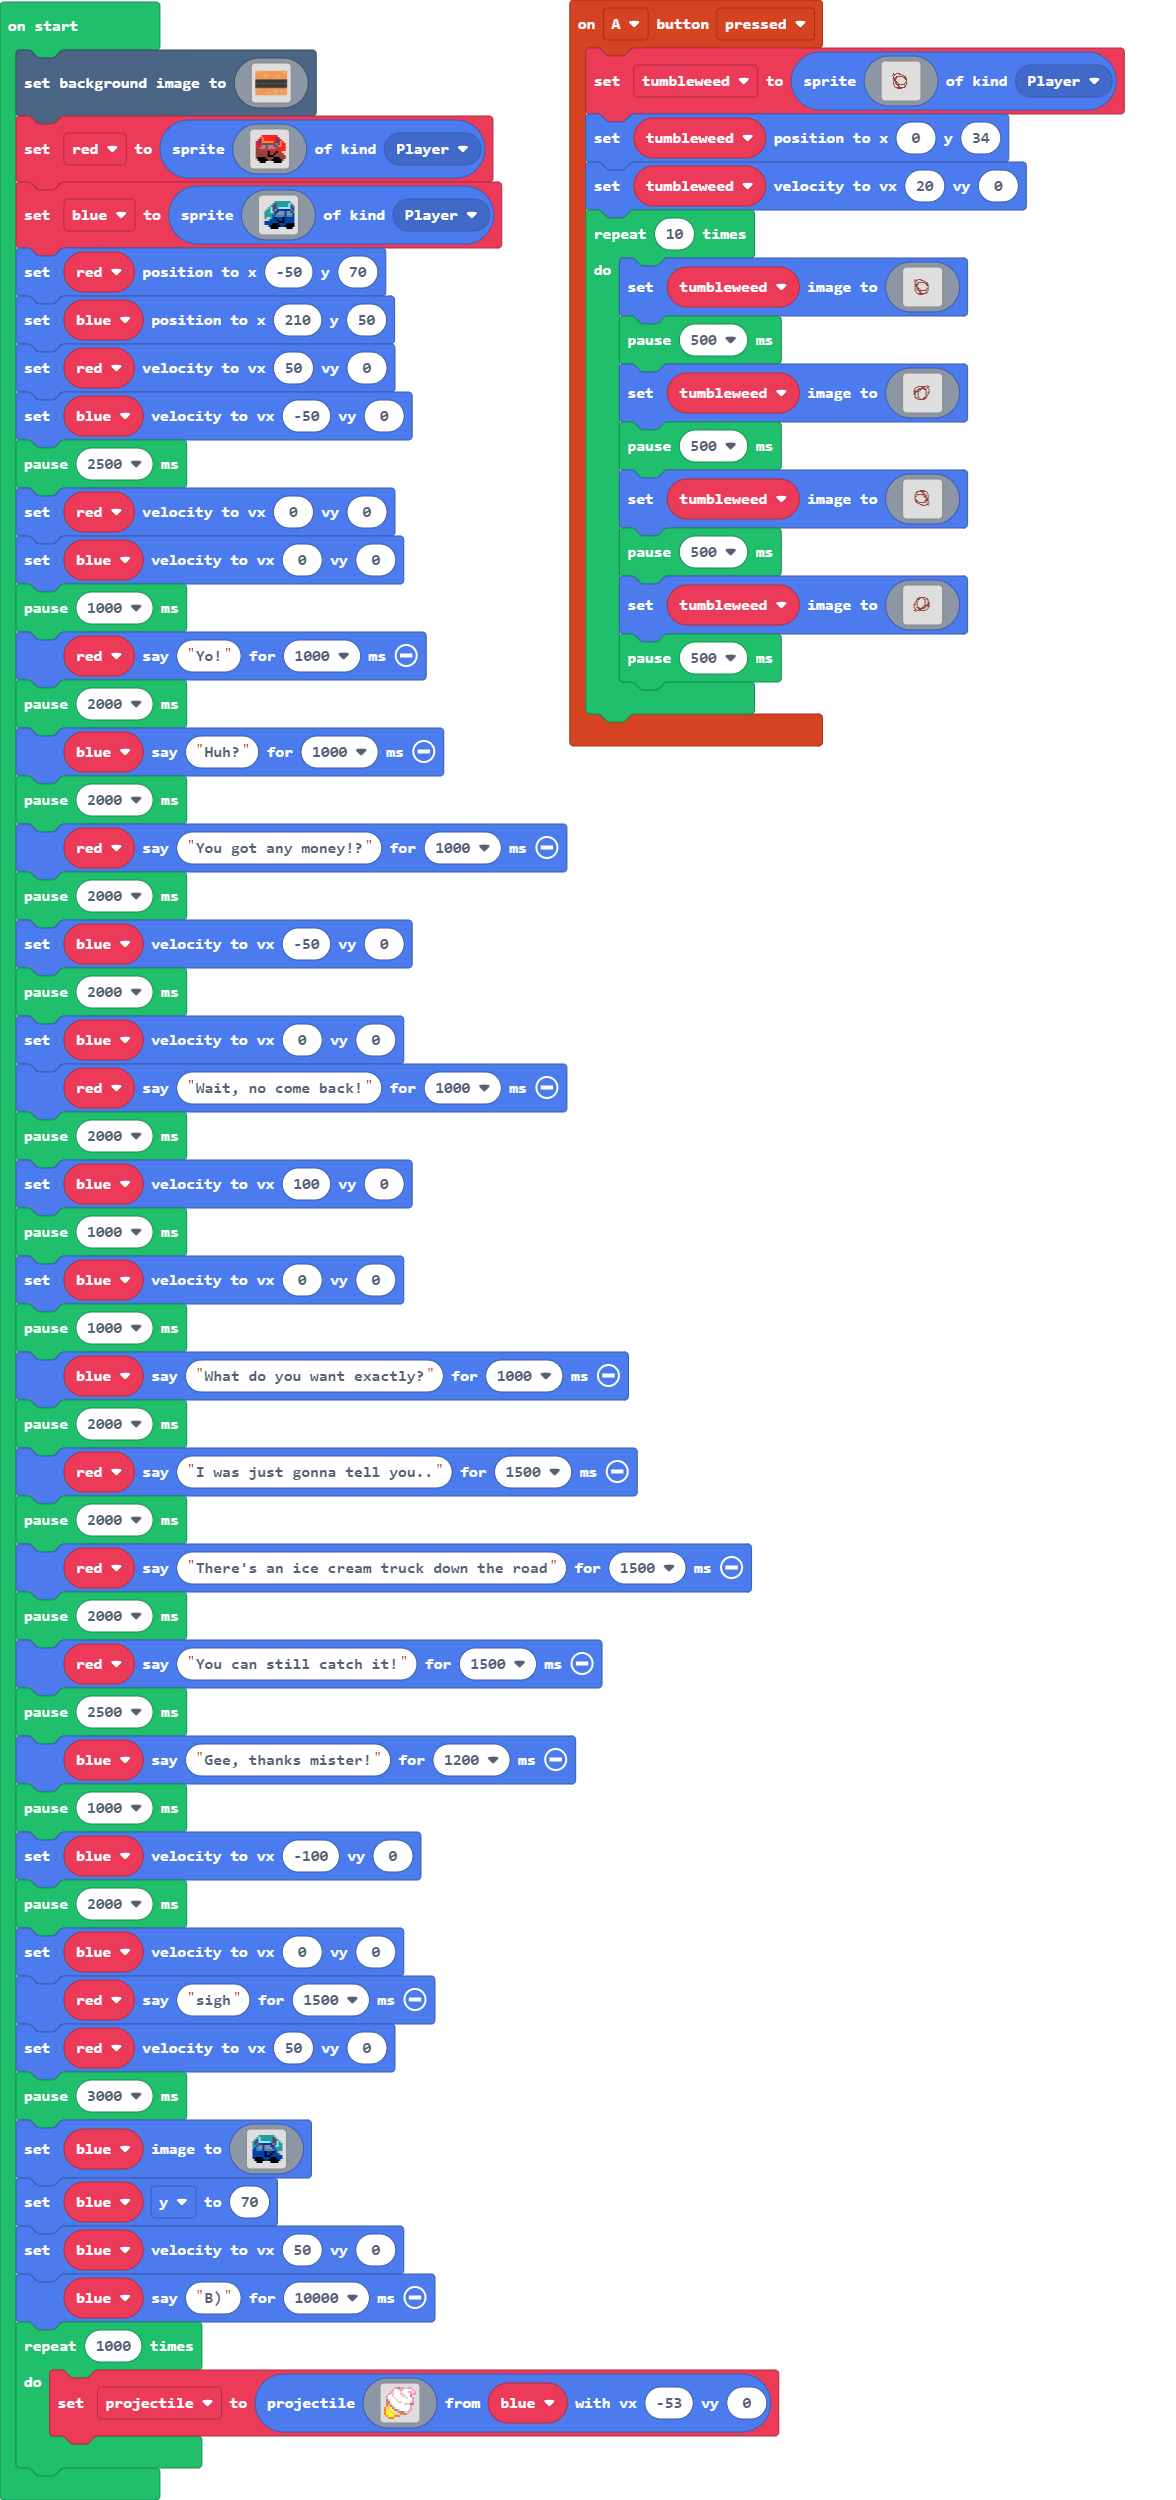 on start
set background image to
set red to sprite of kind Player
set blue to sprite of kind Player
set red position to x -50 y 70
set blue position to x 210 y 50
set red velocity to vx 50 vy 0
set blue velocity to vx -50 vy 0
pause 2500 ms
set red velocity to vx 0 vy 0
set blue velocity to vx 0 vy 0
pause 1000 ms
red say "Yo!" for 1000 ms
pause 2000 ms
blue say "Huh?" for 1000 ms
pause 2000 ms
red say "You got any money!?" for 1000 ms
pause 2000 ms
set blue velocity to vx -50 vy 0
pause 2000 ms
set blue velocity to vx 0 vy 0
red say "Wait, no come back!" for 1000 ms
pause 2000 ms
set blue velocity to vx 100 vy 0
pause 1000 ms
set blue velocity to vx 0 vy 0
pause 1000 ms
blue say "What do you want exactly?" for 1000 ms
pause 2000 ms
red say "I was just gonna tell you.." for 1500 ms
pause 2000 ms
red say "There's an ice cream truck down the road" for 1500 ms
pause 2000 ms
red say "You can still catch it!" for 1500 ms
pause 2500 ms
blue say "Gee, thanks mister!" for 1200 ms
pause 1000 ms
set blue velocity to vx -100 vy 0
pause 2000 ms
set blue velocity to vx 0 vy 0
red say "sigh" for 1500 ms
set red velocity to vx 50 vy 0
pause 3000 ms
set blue image to
set blue y to 70
set blue velocity to vx 50 vy 0
blue say "B)" for 10000 ms
repeat 1000 times
do
set projectile to projectile from blue with vx -53 vy 0
on A button pressed
set tumbleweed to sprite of kind Player
set tumbleweed position to x 0 y 34
set tumbleweed velocity to vx 20 vy 0
repeat 10 times
do
set tumbleweed image to
pause 500 ms
set tumbleweed image to
pause 500 ms
set tumbleweed image to
pause 500 ms
set tumbleweed image to
pause 500 ms